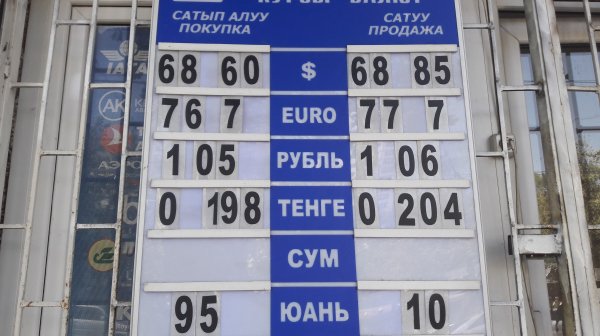 САТЫП АЛУУ САТУУ
ПОКУПКА ПРОДАЖА
68 60 $ 68 85
76 7 EURO 77 7
1 05 РУБЛЬ 1 06
0 198 ТЕНГЕ 0 204
СУМ
95 ЮАНЬ 10